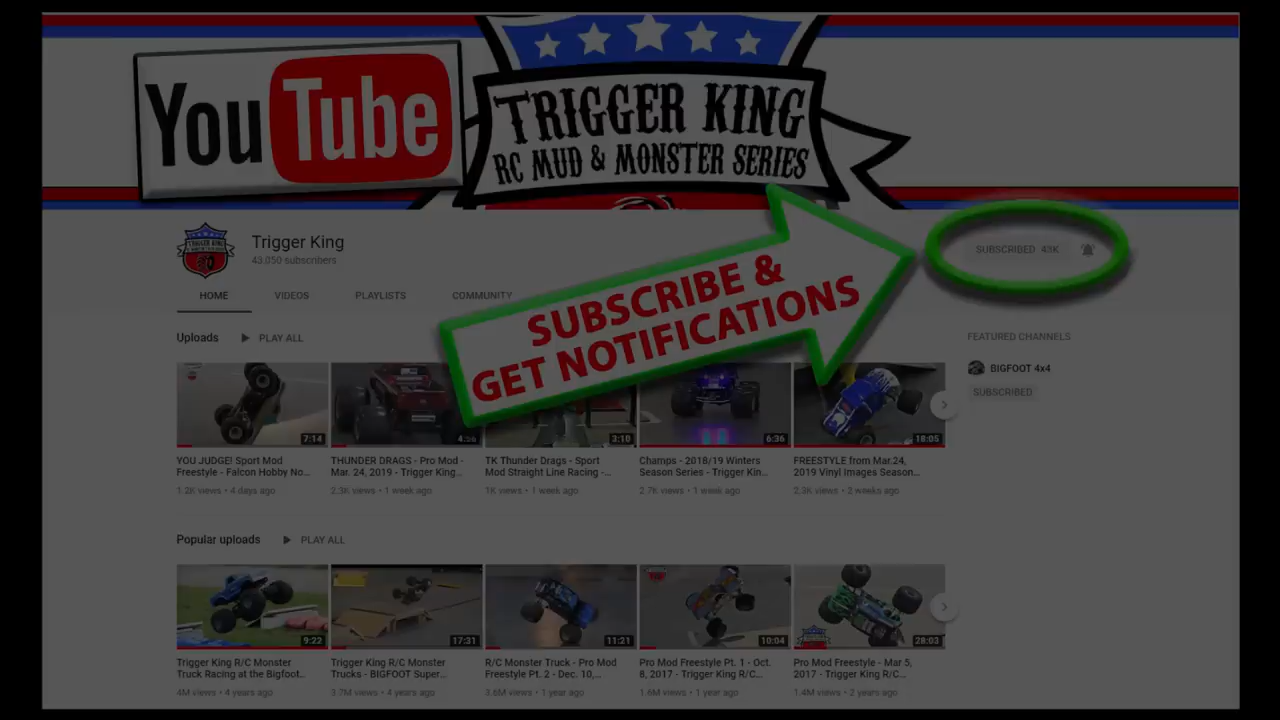 YouTube
TRIGGER KING
RC MUD & MONSTER SERIES
Trigger King
43,050 subscribers
SUBSCRIBED 43K
HOME VIDEOS PLAYLISTS COMMUNITY
SUBSCRIBE &
GET NOTIFICATIONS
Uploads PLAY ALL
FEATURED CHANNELS
BIGFOOT 4x4
SUBSCRIBED
7:14 4:56 3:10 6:36 18:05
YOU JUDGE! Sport Mod
Freestyle - Falcon Hobby No...
1.2K views • 4 days ago
THUNDER DRAGS - Pro Mod -
Mar. 24, 2019 - Trigger King...
2.3K views • 1 week ago
TK Thunder Drags - Sport
Mod Straight Line Racing -...
1K views • 1 week ago
Champs - 2018/19 Winters
Season Series - Trigger Kin...
2.7K views • 1 week ago
FREESTYLE from Mar.24,
2019 Vinyl Images Season...
2.3K views • 2 weeks ago
Popular uploads PLAY ALL
9:22 17:31 11:21 10:04 28:03
Trigger King R/C Monster
Truck Racing at the Bigfoot...
4M views • 4 years ago
Trigger King R/C Monster
Trucks - BIGFOOT Super...
3.7M views • 4 years ago
R/C Monster Truck - Pro Mod
Freestyle Pt. 2 - Dec. 10,...
3.6M views • 1 year ago
Pro Mod Freestyle Pt. 1 - Oct.
8, 2017 - Trigger King R/C...
1.6M views • 1 year ago
Pro Mod Freestyle - Mar 5,
2017 - Trigger King R/C...
1.4M views • 2 years ago